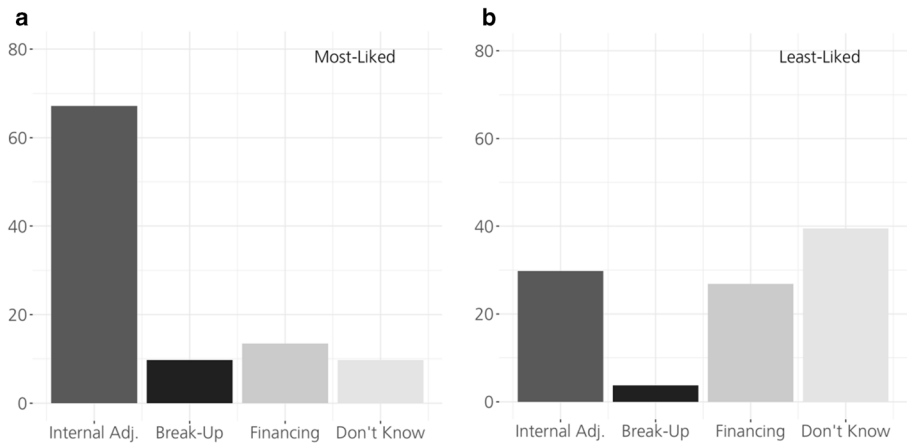 a
Most-Liked
80
60
40
20
0
Internal Adj. Break-Up Financing Don't Know
b
Least-Liked
80
60
40
20
0
Internal Adj. Break-Up Financing Don't Know